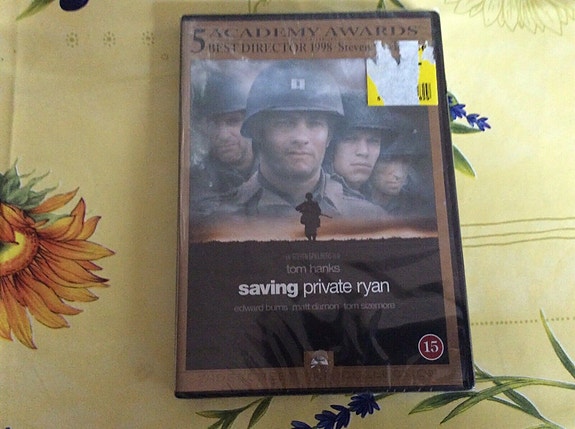 5 ACADEMY AWARDS
BEST DIRECTOR 1998 Steven
tom hanks
saving private ryan
edward burns matt damon tom sizemore
15